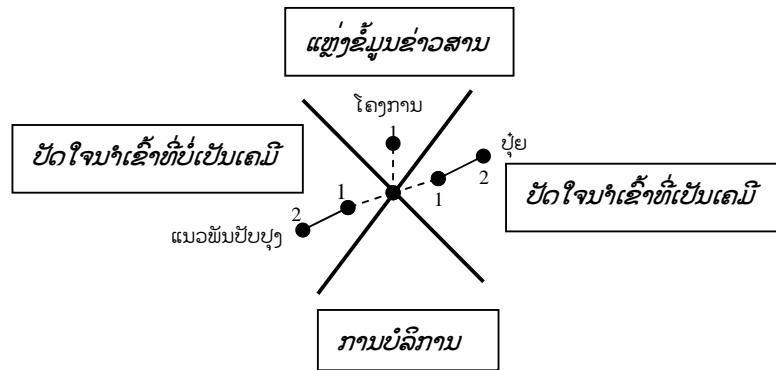 ແຫຼ່ງຂໍ້ມູນຂ່າວສານ
ໂຄງການ
1
ປຸ໋ຍ
2
1
ປັດໃຈນຳເຂົ້າທີ່ບໍ່ເປັນເຄມີ
ປັດໃຈນຳເຂົ້າທີ່ເປັນເຄມີ
1
2
ແນວພັນປັບປຸງ
ການບໍລິການ